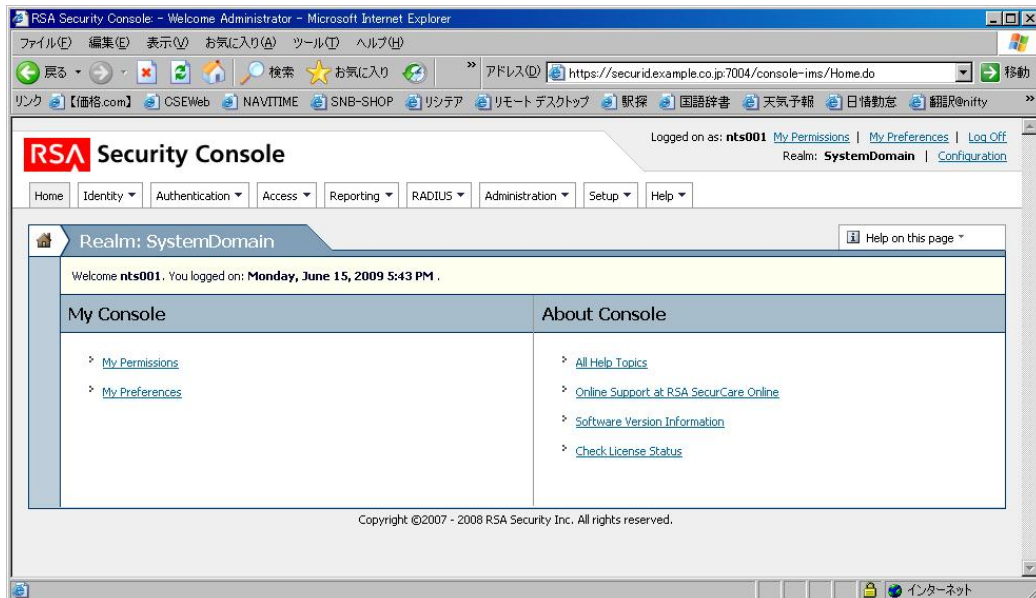 RSA Security Console: - Welcome Administrator - Microsoft Internet Explorer
ファイル(F) 編集(E) 表示(V) お気に入り(A) ツール(T) ヘルプ(H)
戻る 検索 お気に入り » アドレス(D) https://securid.example.co.jp:7004/console-ims/Home.do 移動
リンク 【価格.com】 CSEWeb NAVITIME SNB-SHOP リシテア リモート デスクトップ 駅探 国語辞書 天気予報 日情勤怠 翻訳@nifty »
Logged on as: nts001 My Permissions | My Preferences | Log Off
Realm: SystemDomain | Configuration
RSA Security Console
Home Identity Authentication Access Reporting RADIUS Administration Setup Help
Realm: SystemDomain
Help on this page
Welcome nts001. You logged on: Monday, June 15, 2009 5:43 PM .
My Console
My Permissions
My Preferences
About Console
All Help Topics
Online Support at RSA SecurCare Online
Software Version Information
Check License Status
Copyright ©2007 - 2008 RSA Security Inc. All rights reserved.
インターネット